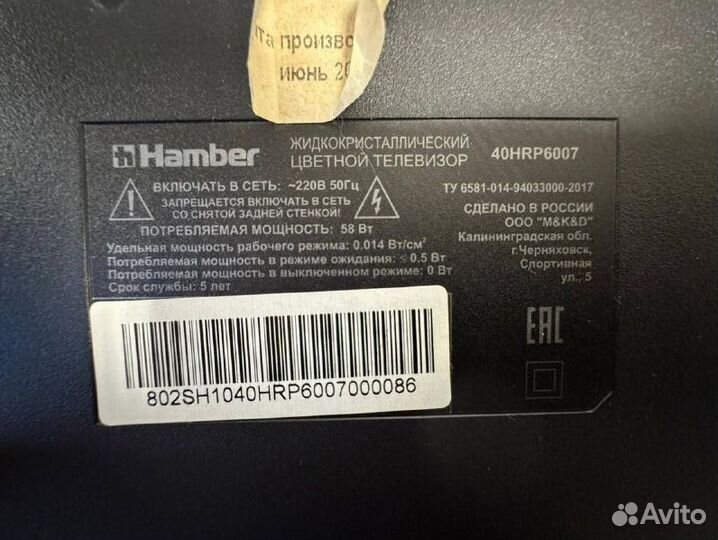 произво
июнь 20
Hamber
ЖИДКОКРИСТАЛЛИЧЕСКИЙ
ЦВЕТНОЙ ТЕЛЕВИЗОР
40HRP6007
ВКЛЮЧАТЬ В СЕТЬ: ~220В 50Гц
ЗАПРЕЩАЕТСЯ ВКЛЮЧАТЬ В СЕТЬ
СО СНЯТОЙ ЗАДНЕЙ СТЕНКОЙ!
ПОТРЕБЛЯЕМАЯ МОЩНОСТЬ: 58 Вт
Удельная мощность рабочего режима: 0.014 Вт/см²
Потребляемая мощность в режиме ожидания: ≤ 0.5 Вт
Потребляемая мощность в выключенном режиме: 0 Вт
Срок службы: 5 лет
ТУ 6581-014-94033000-2017
СДЕЛАНО В РОССИИ
ООО "M&K&D"
Калининградская обл.
г.Черняховск,
Спортивная
ул., 5
EAC
802SH1040HRP6007000086
Avito